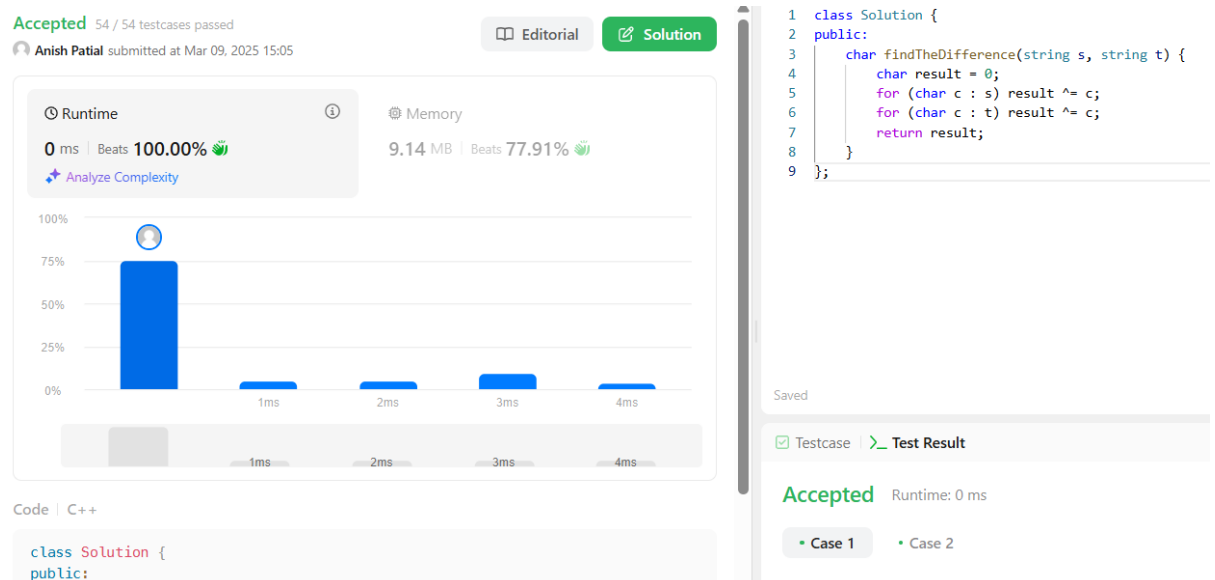 Accepted 54 / 54 testcases passed
Anish Patial submitted at Mar 09, 2025 15:05
Editorial
Solution
Runtime
0 ms | Beats 100.00%
Analyze Complexity
Memory
9.14 MB | Beats 77.91%
100%
75%
50%
25%
0%
1ms 2ms 3ms 4ms
1ms 2ms 3ms 4ms
Code | C++
class Solution {
public:
1 class Solution {
2 public:
3 char findTheDifference(string s, string t) {
4 char result = 0;
5 for (char c : s) result ^= c;
6 for (char c : t) result ^= c;
7 return result;
8 }
9 };
Saved
Testcase | >_ Test Result
Accepted Runtime: 0 ms
• Case 1 • Case 2